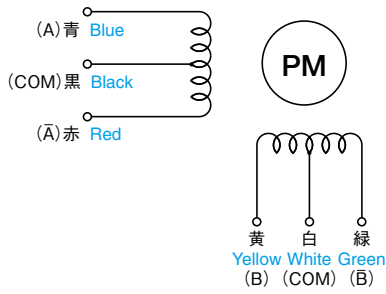 (A)青 Blue
(COM)黒 Black
(A̅)赤 Red
PM
黄 白 緑
Yellow White Green
(B) (COM) (B̅)